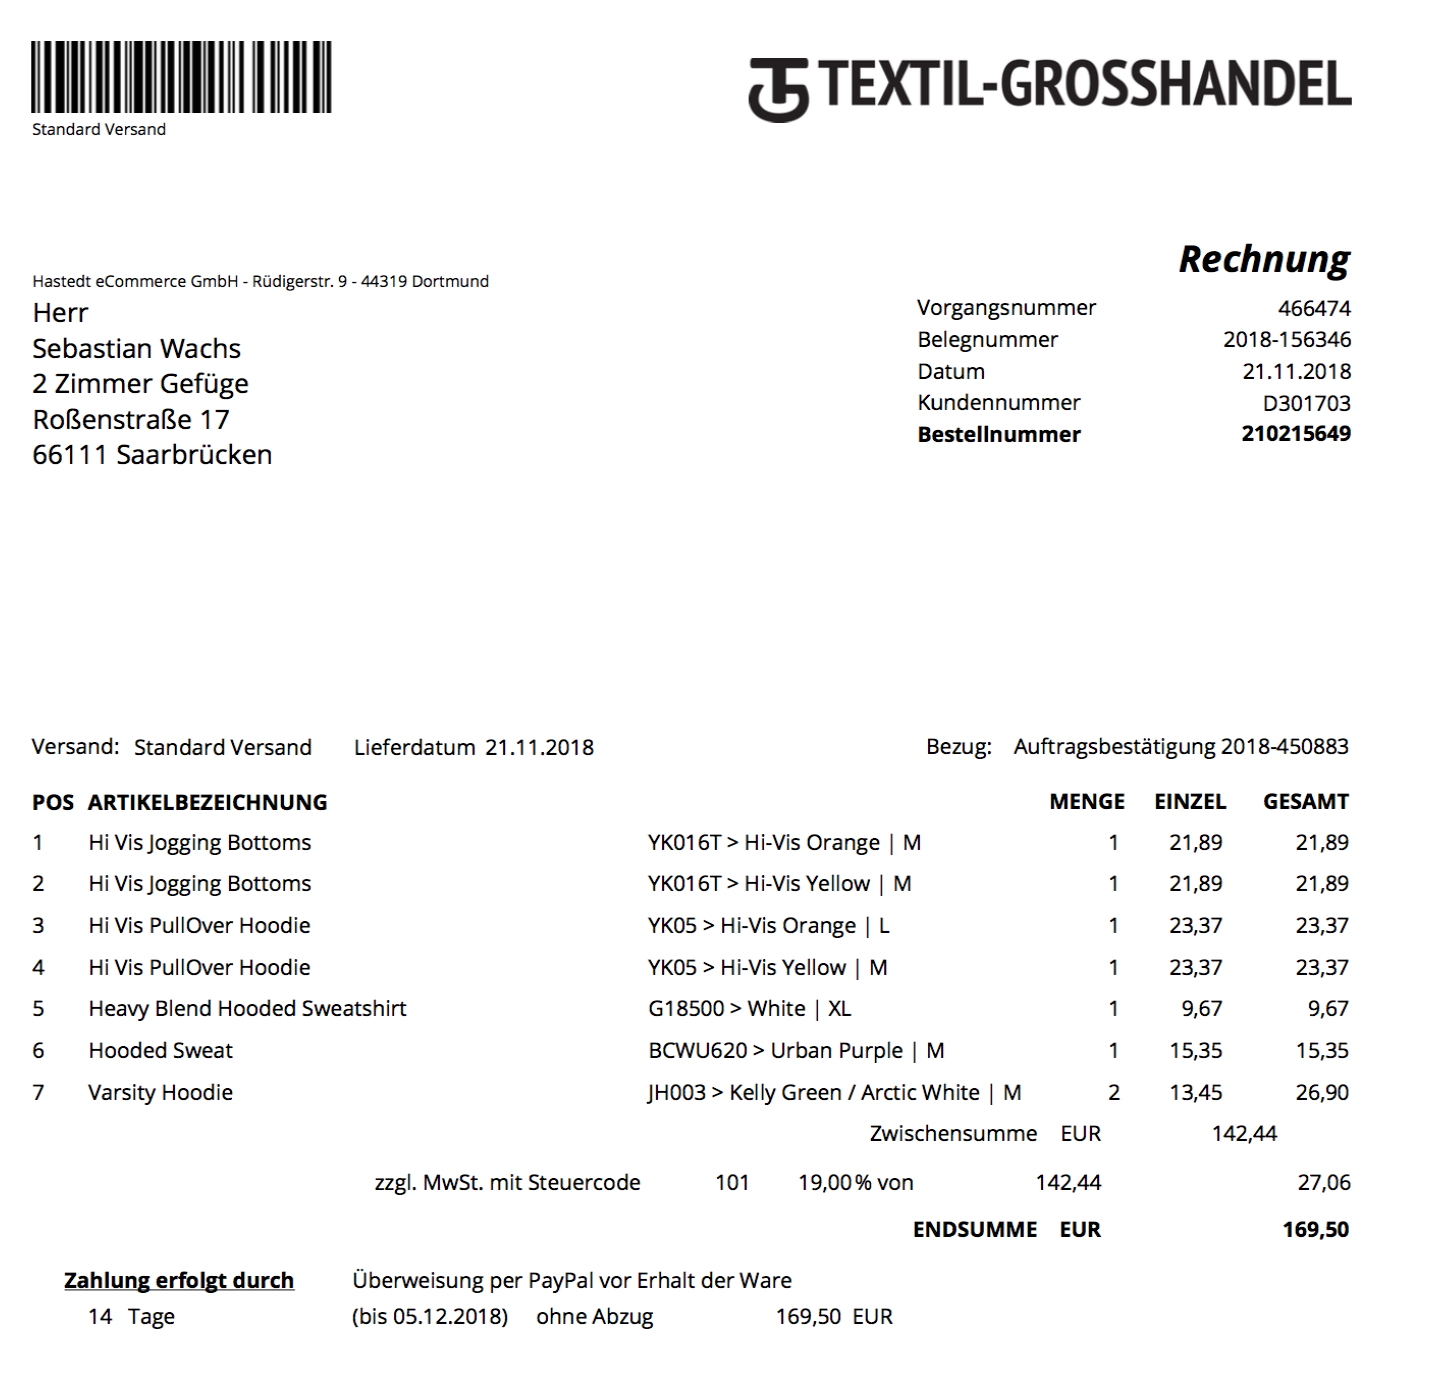 TEXTIL-GROSSHANDEL
Standard Versand
Rechnung
Hastedt eCommerce GmbH - Rüdigerstr. 9 - 44319 Dortmund
Herr
Sebastian Wachs
2 Zimmer Gefüge
Roßenstraße 17
66111 Saarbrücken
Vorgangsnummer 466474
Belegnummer 2018-156346
Datum 21.11.2018
Kundennummer D301703
Bestellnummer 210215649
Versand: Standard Versand Lieferdatum 21.11.2018 Bezug: Auftragsbestätigung 2018-450883
POS ARTIKELBEZEICHNUNG MENGE EINZEL GESAMT
1 Hi Vis Jogging Bottoms YK016T > Hi-Vis Orange | M 1 21,89 21,89
2 Hi Vis Jogging Bottoms YK016T > Hi-Vis Yellow | M 1 21,89 21,89
3 Hi Vis PullOver Hoodie YK05 > Hi-Vis Orange | L 1 23,37 23,37
4 Hi Vis PullOver Hoodie YK05 > Hi-Vis Yellow | M 1 23,37 23,37
5 Heavy Blend Hooded Sweatshirt G18500 > White | XL 1 9,67 9,67
6 Hooded Sweat BCWU620 > Urban Purple | M 1 15,35 15,35
7 Varsity Hoodie JH003 > Kelly Green / Arctic White | M 2 13,45 26,90
Zwischensumme EUR 142,44
zzgl. MwSt. mit Steuercode 101 19,00% von 142,44 27,06
ENDSUMME EUR 169,50
Zahlung erfolgt durch Überweisung per PayPal vor Erhalt der Ware
14 Tage (bis 05.12.2018) ohne Abzug 169,50 EUR